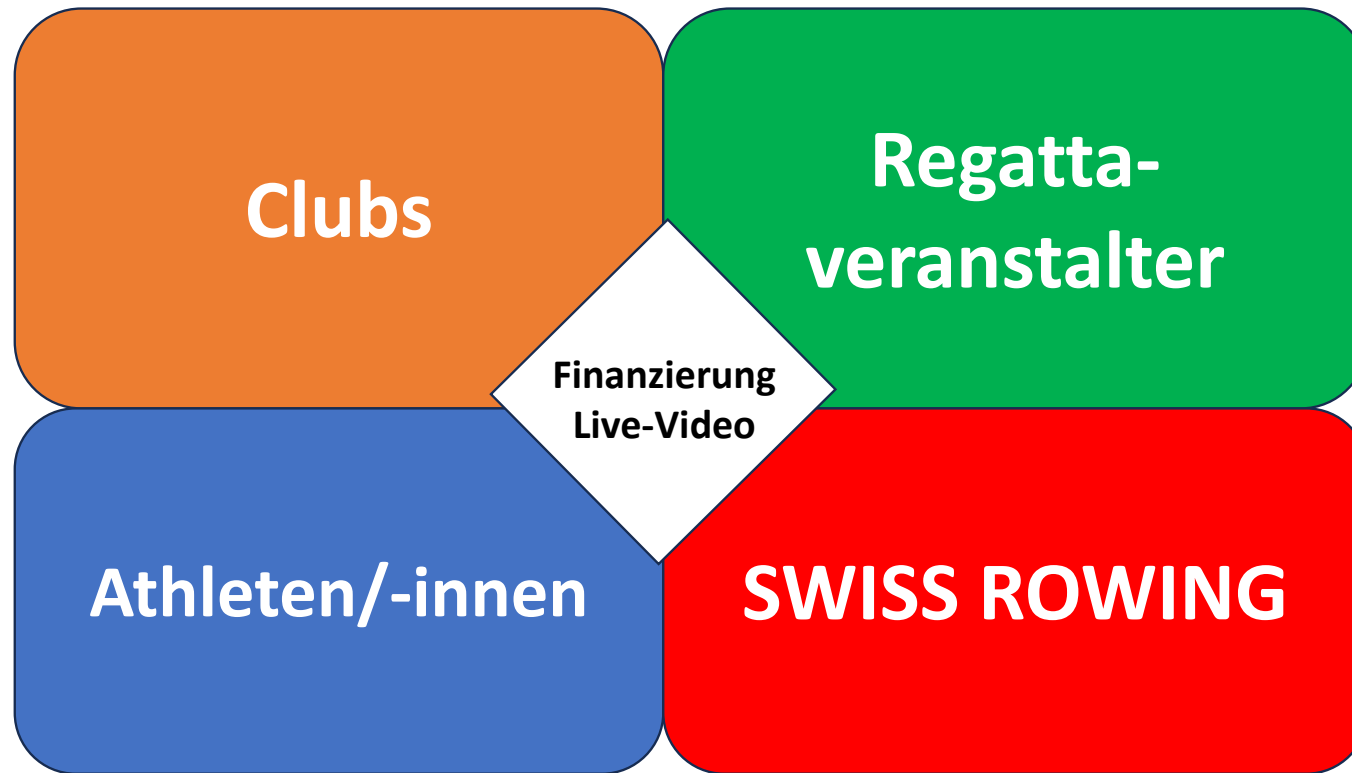 Clubs
Regatta-
veranstalter
Finanzierung
Live-Video
Athleten/-innen
SWISS ROWING